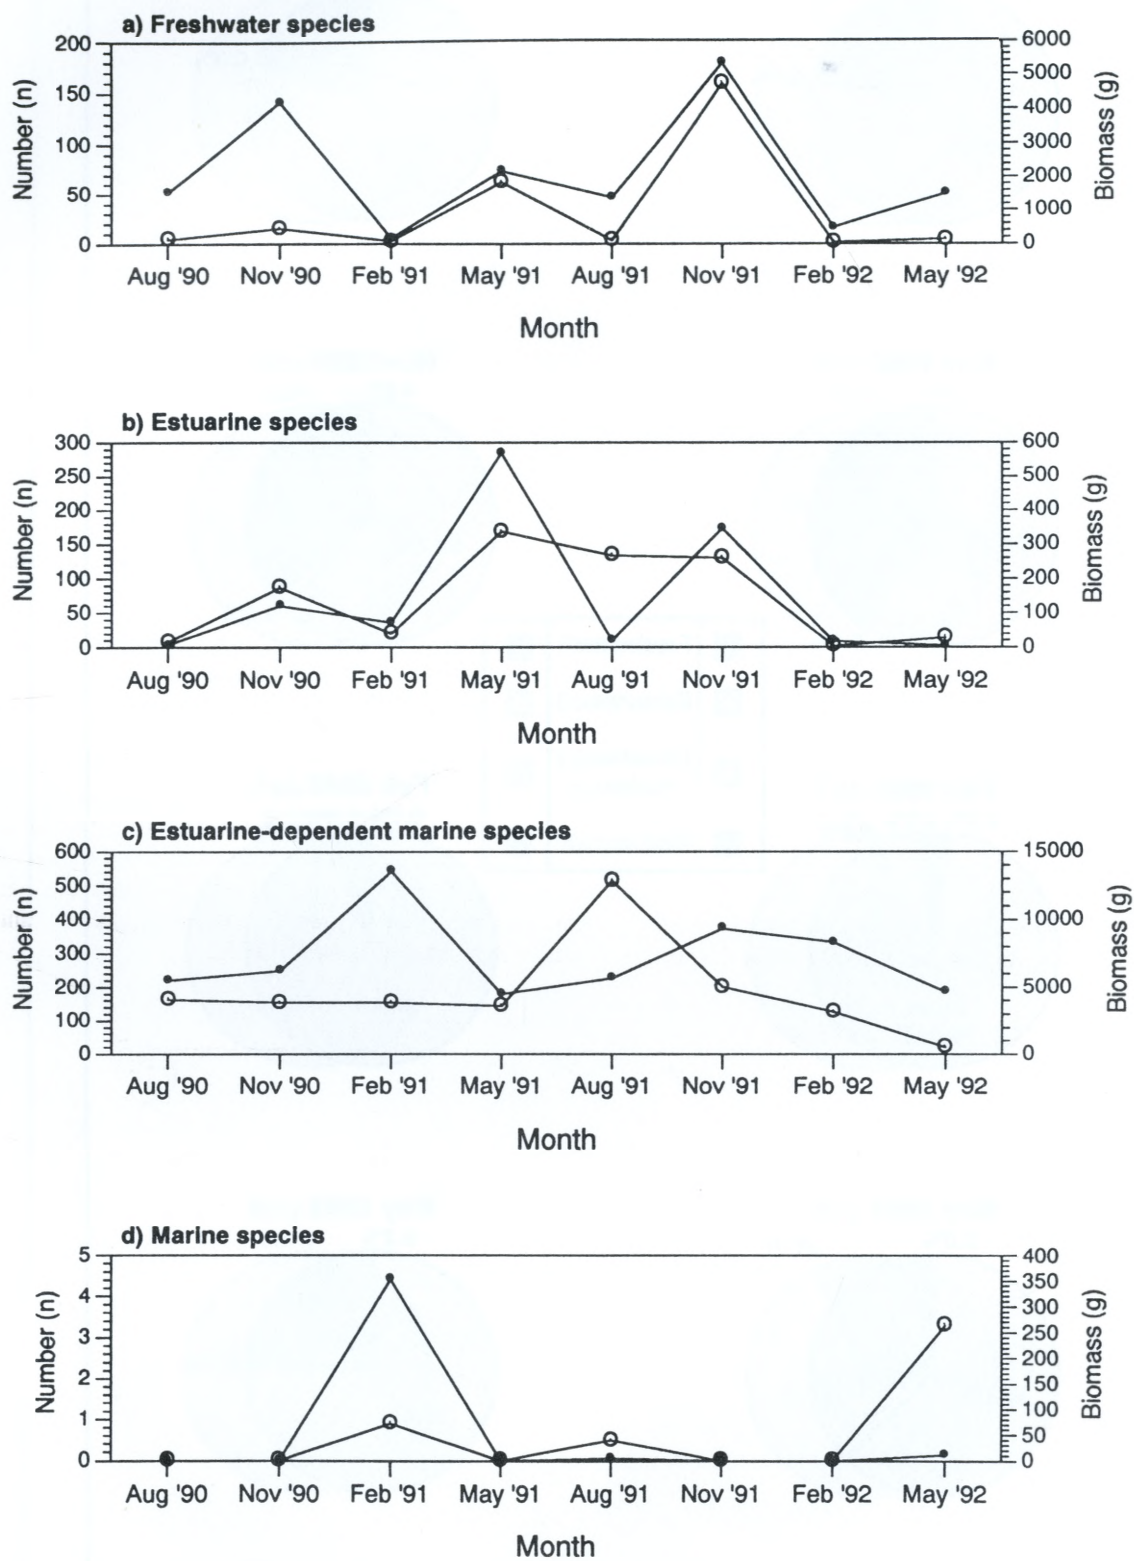 a) Freshwater species
200
150
100
50
0
Number (n)
6000
5000
4000
3000
2000
1000
0
Biomass (g)
Aug '90 Nov '90 Feb '91 May '91 Aug '91 Nov '91 Feb '92 May '92
Month
b) Estuarine species
300
250
200
150
100
50
0
Number (n)
600
500
400
300
200
100
0
Biomass (g)
Aug '90 Nov '90 Feb '91 May '91 Aug '91 Nov '91 Feb '92 May '92
Month
c) Estuarine-dependent marine species
600
500
400
300
200
100
0
Number (n)
15000
10000
5000
0
Biomass (g)
Aug '90 Nov '90 Feb '91 May '91 Aug '91 Nov '91 Feb '92 May '92
Month
d) Marine species
5
4
3
2
1
0
Number (n)
400
350
300
250
200
150
100
50
0
Biomass (g)
Aug '90 Nov '90 Feb '91 May '91 Aug '91 Nov '91 Feb '92 May '92
Month